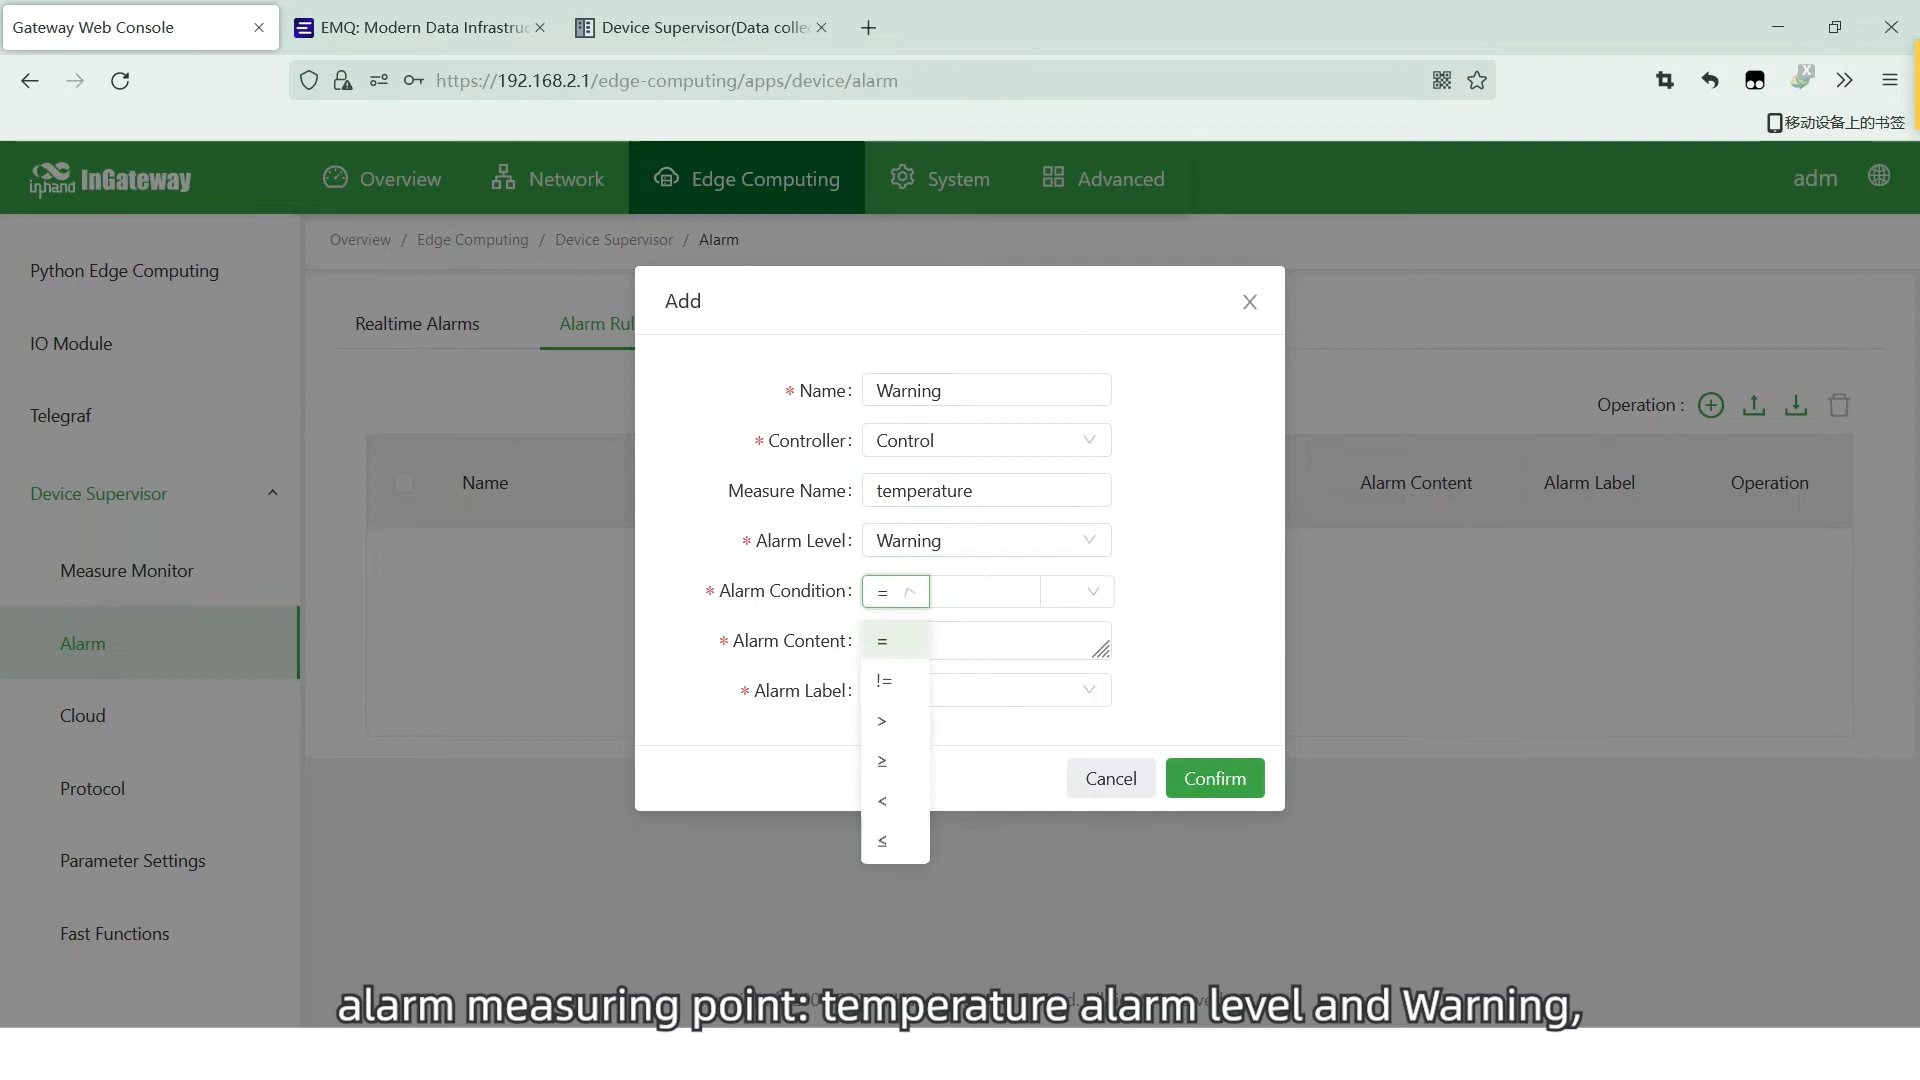 Gateway Web Console
EMQ: Modern Data Infrastruc
Device Supervisor(Data colle
https://192.168.2.1/edge-computing/apps/device/alarm
移动设备上的书签
inhand InGateway
Overview
Network
Edge Computing
System
Advanced
adm
Overview / Edge Computing / Device Supervisor / Alarm
Python Edge Computing
IO Module
Telegraf
Device Supervisor
Measure Monitor
Alarm
Cloud
Protocol
Parameter Settings
Fast Functions
Realtime Alarms
Alarm Rul
Operation :
Name
Alarm Content
Alarm Label
Operation
Add
* Name: Warning
* Controller: Control
Measure Name: temperature
* Alarm Level: Warning
* Alarm Condition: =
* Alarm Content:
* Alarm Label:
=
!=
>
≥
<
≤
Cancel
Confirm
alarm measuring point: temperature alarm level and Warning,